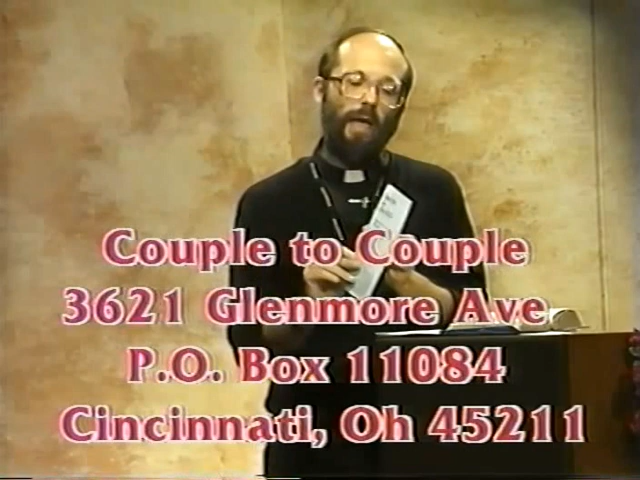 Couple to Couple
3621 Glenmore Ave
P.O. Box 11084
Cincinnati, Oh 45211